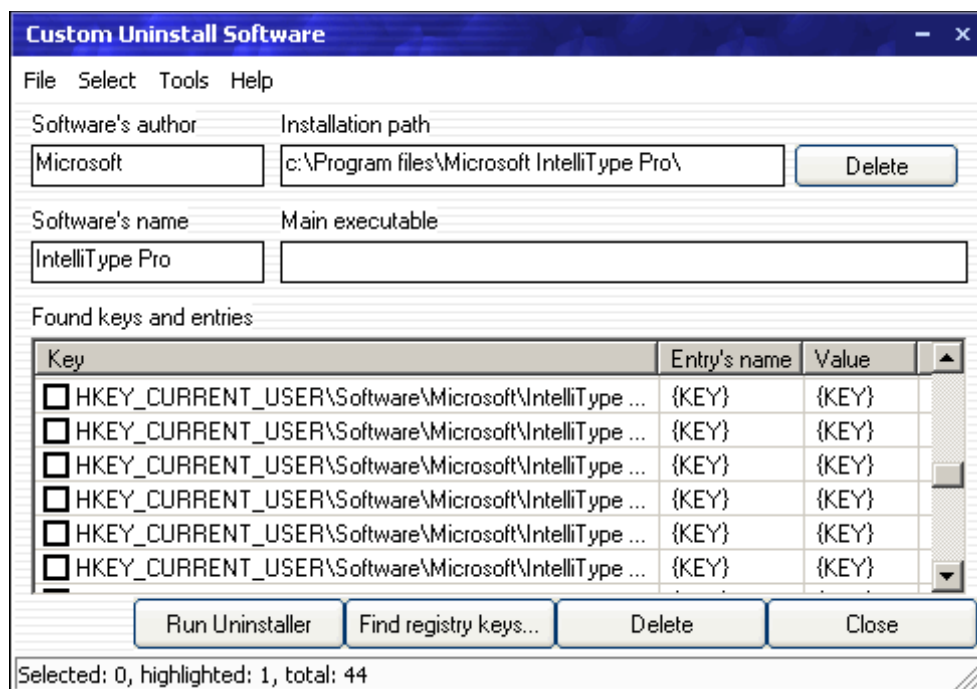 Custom Uninstall Software
File Select Tools Help
Software's author Installation path
Microsoft c:\Program files\Microsoft IntelliType Pro\ Delete
Software's name Main executable
IntelliType Pro
Found keys and entries
Key Entry's name Value
HKEY_CURRENT_USER\Software\Microsoft\IntelliType ... {KEY} {KEY}
HKEY_CURRENT_USER\Software\Microsoft\IntelliType ... {KEY} {KEY}
HKEY_CURRENT_USER\Software\Microsoft\IntelliType ... {KEY} {KEY}
HKEY_CURRENT_USER\Software\Microsoft\IntelliType ... {KEY} {KEY}
HKEY_CURRENT_USER\Software\Microsoft\IntelliType ... {KEY} {KEY}
HKEY_CURRENT_USER\Software\Microsoft\IntelliType ... {KEY} {KEY}
Run Uninstaller Find registry keys... Delete Close
Selected: 0, highlighted: 1, total: 44